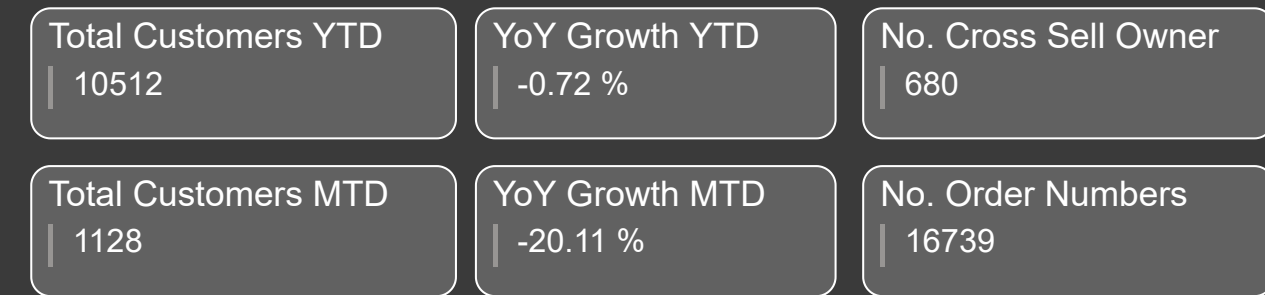 Total Customers YTD
10512
YoY Growth YTD
-0.72 %
No. Cross Sell Owner
680
Total Customers MTD
1128
YoY Growth MTD
-20.11 %
No. Order Numbers
16739